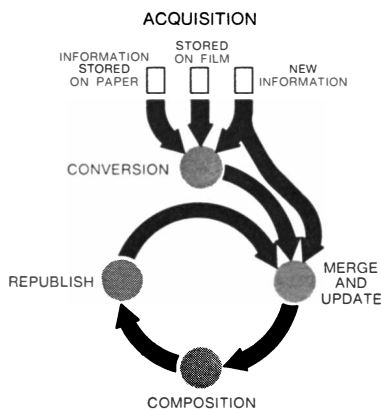 ACQUISITION
INFORMATION
STORED
ON PAPER
STORED
ON FILM
NEW
INFORMATION
CONVERSION
REPUBLISH
MERGE
AND
UPDATE
COMPOSITION